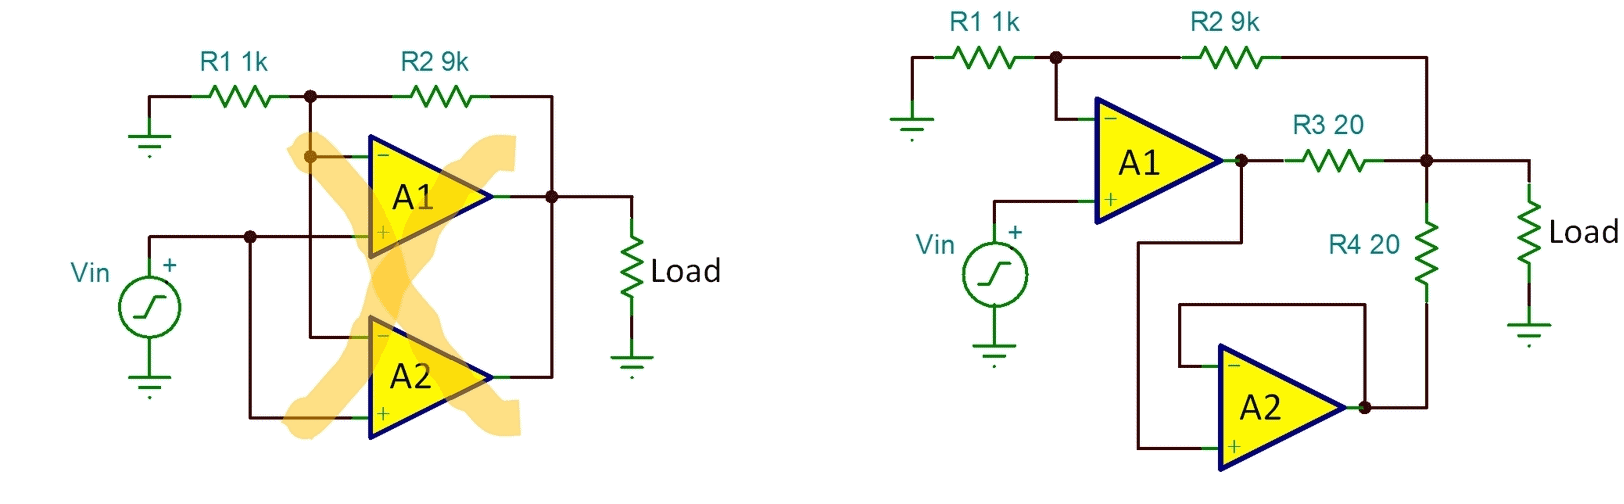 R1 1k
R2 9k
−
A1
+
Vin
+
Load
−
A2
+
R1 1k
R2 9k
−
A1
+
R3 20
Vin
+
R4 20
Load
−
A2
+